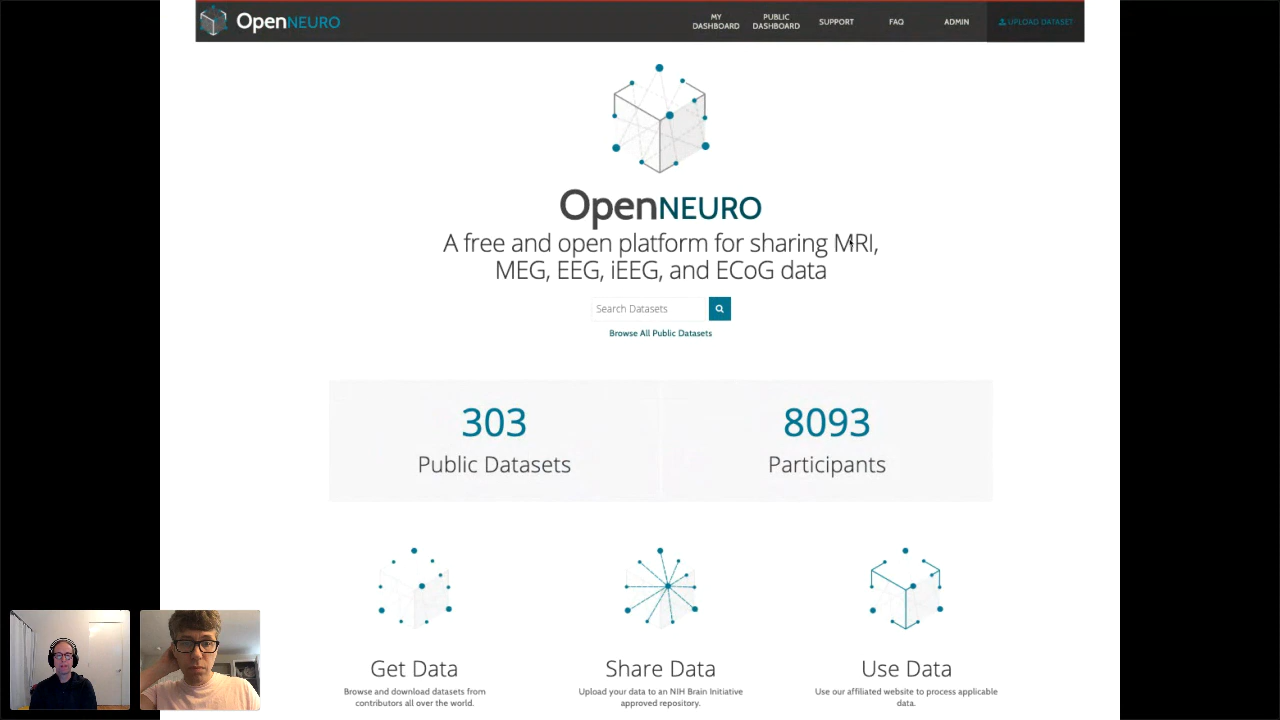 OpenNEURO
MY DASHBOARD
PUBLIC DASHBOARD
SUPPORT
FAQ
ADMIN
UPLOAD DATASET
OpenNEURO
A free and open platform for sharing MRI,
MEG, EEG, iEEG, and ECoG data
Search Datasets
Browse All Public Datasets
303
Public Datasets
8093
Participants
Get Data
Browse and download datasets from
contributors all over the world.
Share Data
Upload your data to an NIH Brain Initiative
approved repository.
Use Data
Use our affiliated website to process applicable
data.